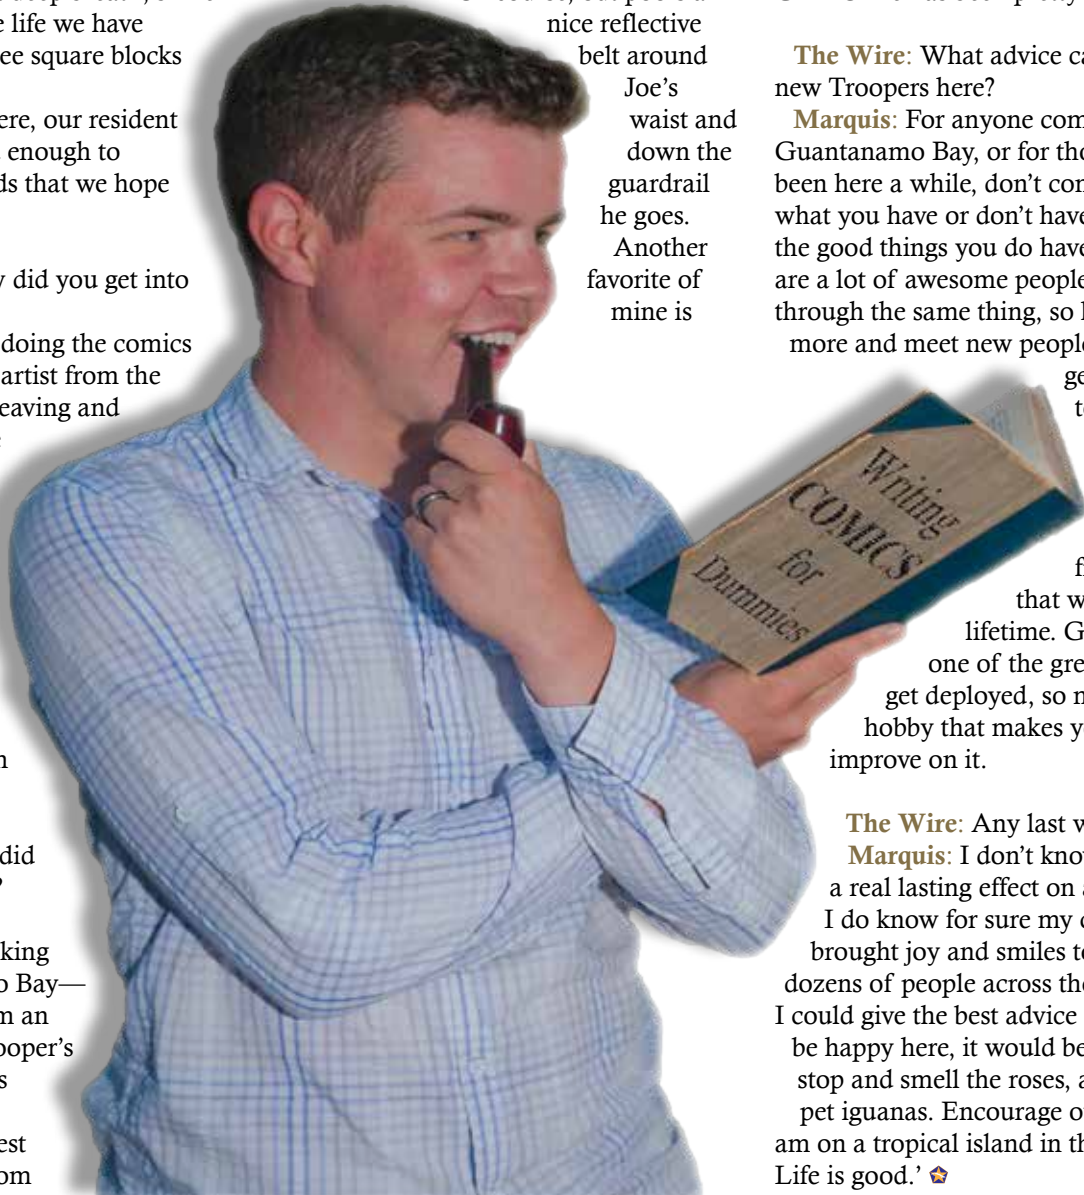 e life we have
ee square blocks
ere, our resident
enough to
ds that we hope
did you get into
doing the comics
artist from the
eaving and
n
did
king
o Bay—
m an
ooper's
s
est
om
nice reflective
belt around
Joe's
waist and
down the
guardrail
he goes.
Another
favorite of
mine is
Writing
COMICS
for
Dummies
The Wire: What advice ca
new Troopers here?
Marquis: For anyone com
Guantanamo Bay, or for tho
been here a while, don't con
what you have or don't have
the good things you do have
are a lot of awesome people
through the same thing, so
more and meet new people
ge
t
f
that w
lifetime. G
one of the gre
get deployed, so
hobby that makes y
improve on it.
The Wire: Any last w
Marquis: I don't know
a real lasting effect on
I do know for sure my
brought joy and smiles t
dozens of people across the
I could give the best advice
be happy here, it would be
stop and smell the roses, a
pet iguanas. Encourage o
am on a tropical island in th
Life is good.'